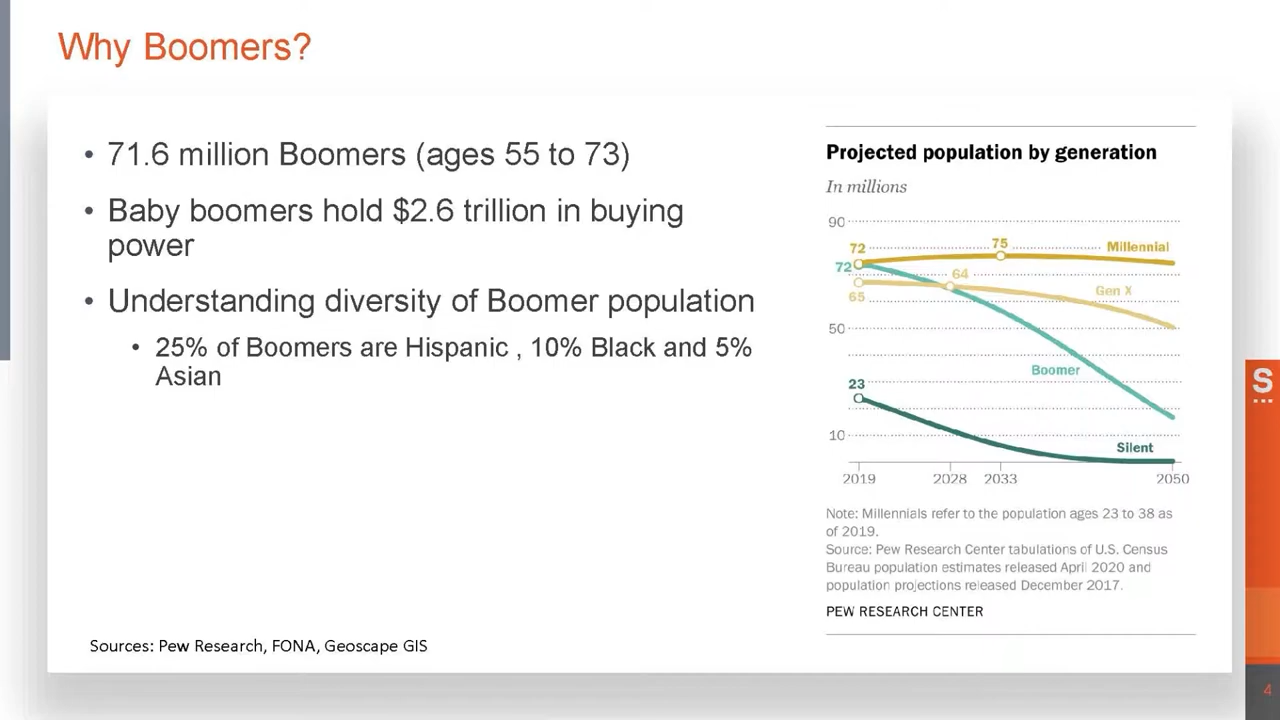 Why Boomers?
• 71.6 million Boomers (ages 55 to 73)
• Baby boomers hold $2.6 trillion in buying
power
• Understanding diversity of Boomer population
• 25% of Boomers are Hispanic , 10% Black and 5%
Asian
Sources: Pew Research, FONA, Geoscape GIS
Projected population by generation
In millions
90
72
75
Millennial
72
64
65
Gen X
50
Boomer
23
10
Silent
2019 2028 2033 2050
Note: Millennials refer to the population ages 23 to 38 as
of 2019.
Source: Pew Research Center tabulations of U.S. Census
Bureau population estimates released April 2020 and
population projections released December 2017.
PEW RESEARCH CENTER
S
4